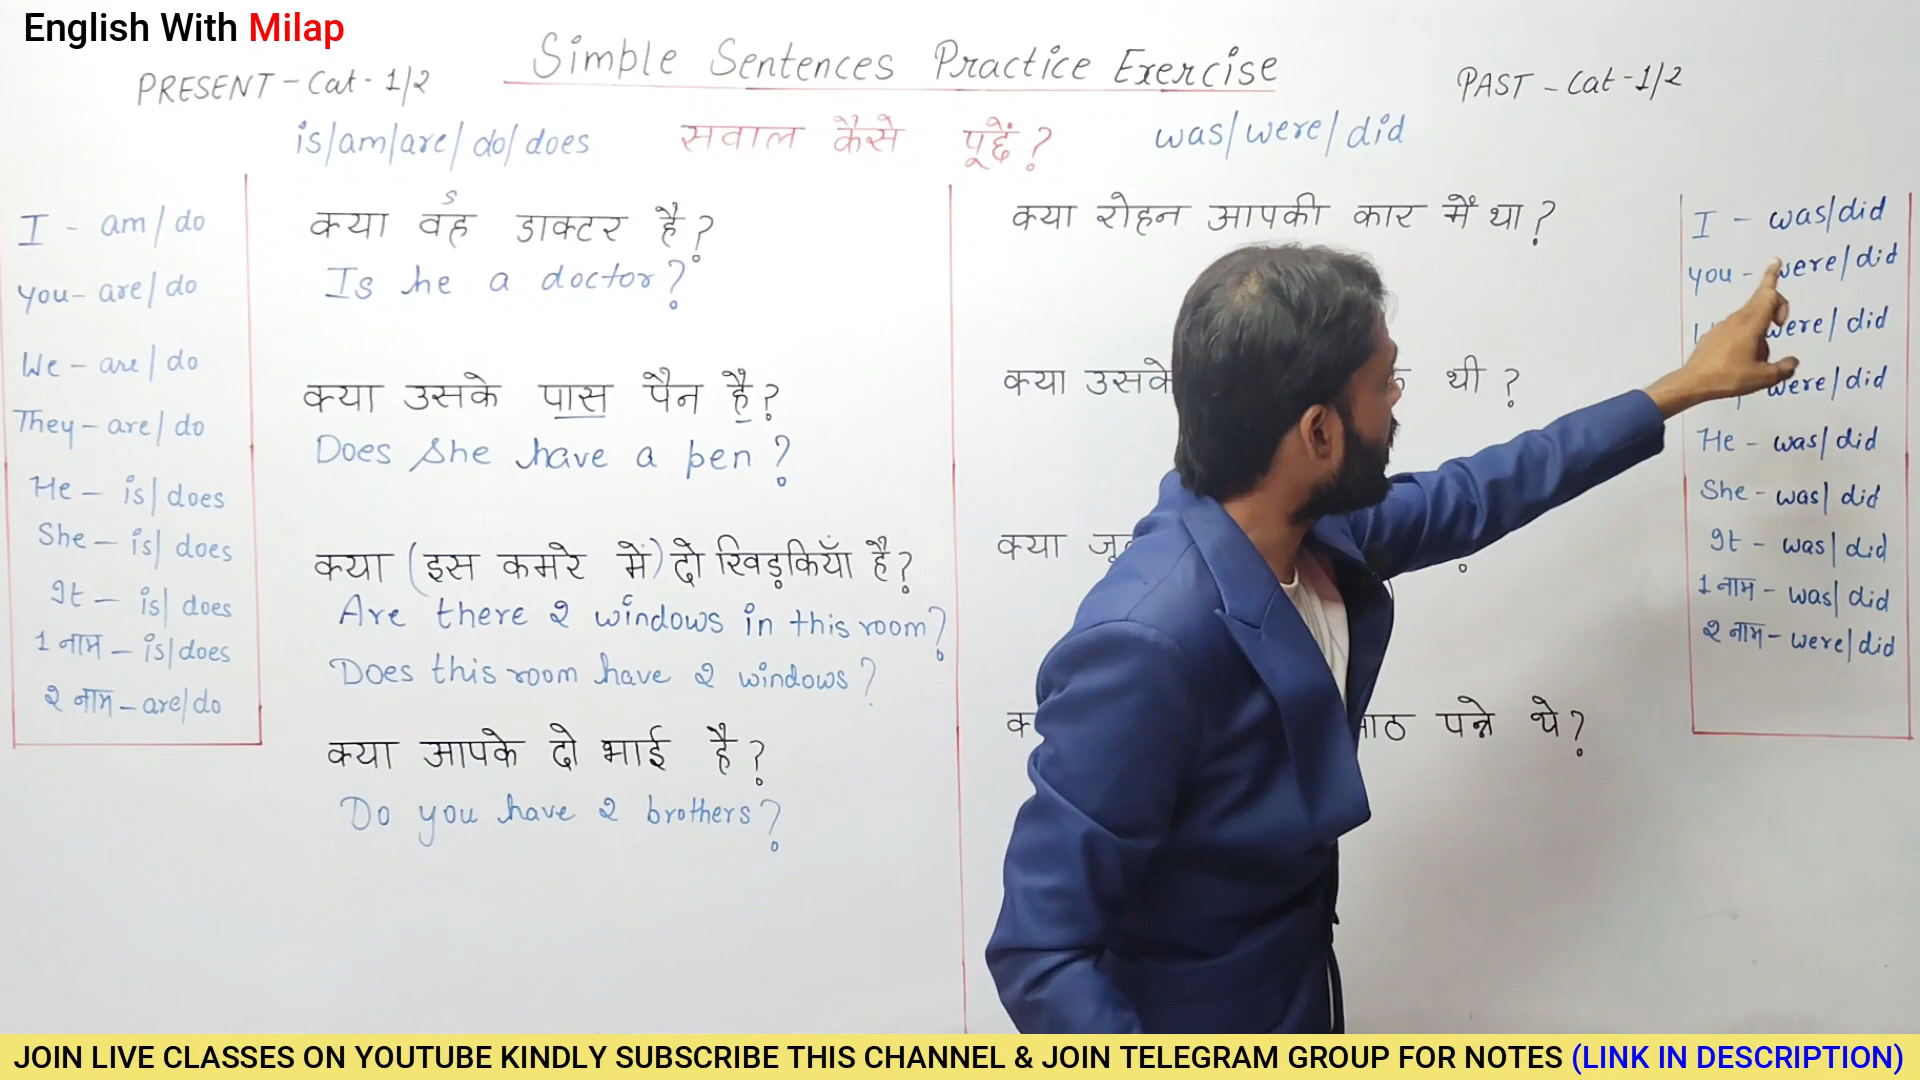 English With Milap
Simble Sentences Practice Exercise
PRESENT - Cat - 1/2
PAST - Cat - 1/2
is/am/are/do/does
सवाल कैसे पूछें ?
was/were/did
I - am/do
you - are/do
We - are/do
They - are/do
He - is/does
She - is/does
It - is/does
1 नाम - is/does
2 नाम - are/do
s
क्या वह डाक्टर है ?
Is he a doctor ?
क्या उसके पास पैन है ?
Does she have a pen ?
क्या (इस कमरे में) दो खिड़कियाँ है ?
Are there 2 windows in this room ?
Does this room have 2 windows ?
क्या आपके दो भाई है ?
Do you have 2 brothers ?
क्या रोहन आपकी कार में था ?
क्या उसके थी ?
क्या
पन्ने थे ?
I - was/did
you - were/did
were/did
were/did
He - was/did
She - was/did
It - was/did
1 नाम - was/did
2 नाम - were/did
JOIN LIVE CLASSES ON YOUTUBE KINDLY SUBSCRIBE THIS CHANNEL & JOIN TELEGRAM GROUP FOR NOTES (LINK IN DESCRIPTION)